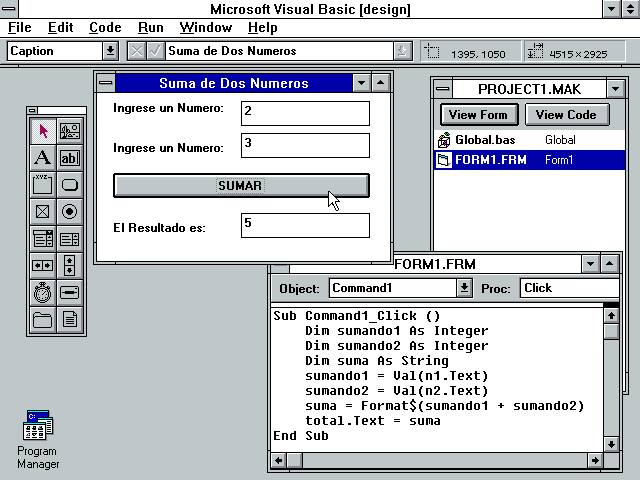 Microsoft Visual Basic [design]
File Edit Code Run Window Help
Caption Suma de Dos Numeros 1395, 1050 4515 × 2925
Suma de Dos Numeros
Ingrese un Numero: 2
Ingrese un Numero: 3
SUMAR
El Resultado es: 5
A ab
xyz
PROJECT1.MAK
View Form View Code
Global.bas Global
FORM1.FRM Form1
FORM1.FRM
Object: Command1 Proc: Click
Sub Command1_Click ()
Dim sumando1 As Integer
Dim sumando2 As Integer
Dim suma As String
sumando1 = Val(n1.Text)
sumando2 = Val(n2.Text)
suma = Format$(sumando1 + sumando2)
total.Text = suma
End Sub
Program
Manager